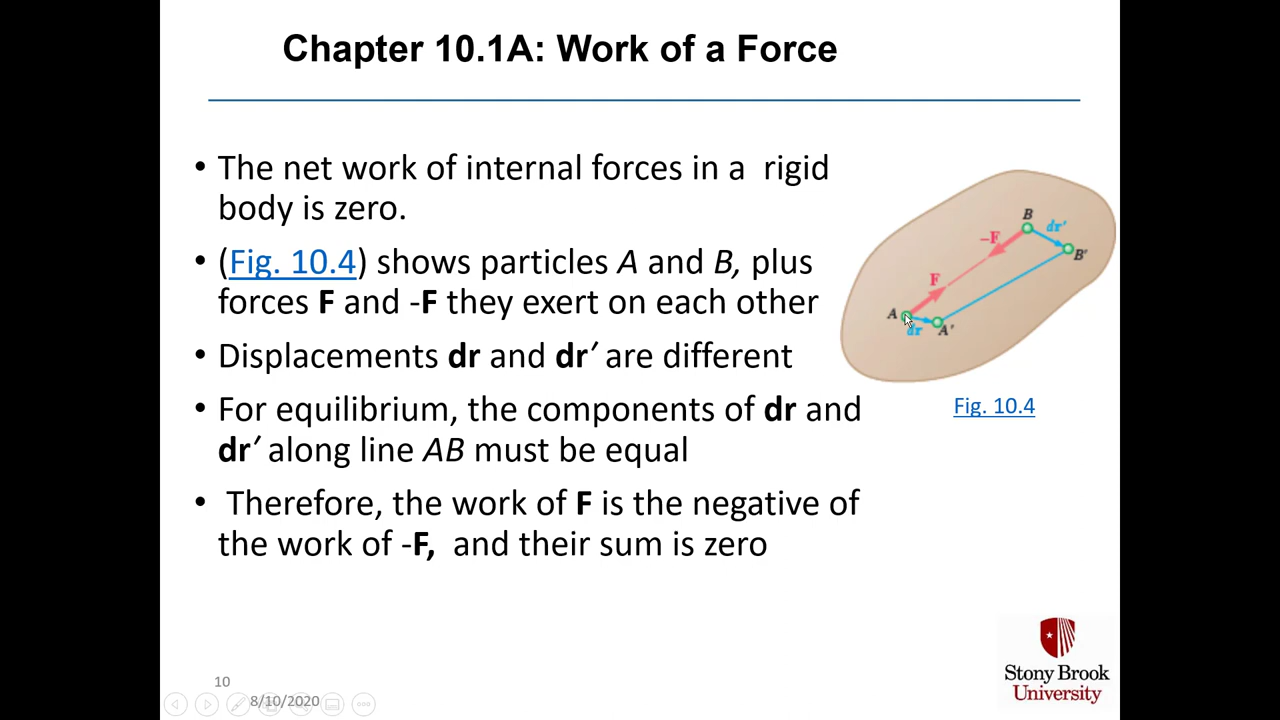 Chapter 10.1A: Work of a Force
• The net work of internal forces in a rigid
body is zero.
• (Fig. 10.4) shows particles A and B, plus
forces F and -F they exert on each other
• Displacements dr and dr′ are different
• For equilibrium, the components of dr and
dr′ along line AB must be equal
• Therefore, the work of F is the negative of
the work of -F, and their sum is zero
B
dr′
–F
B′
F
A
dr
A′
Fig. 10.4
10
8/10/2020
Stony Brook
University